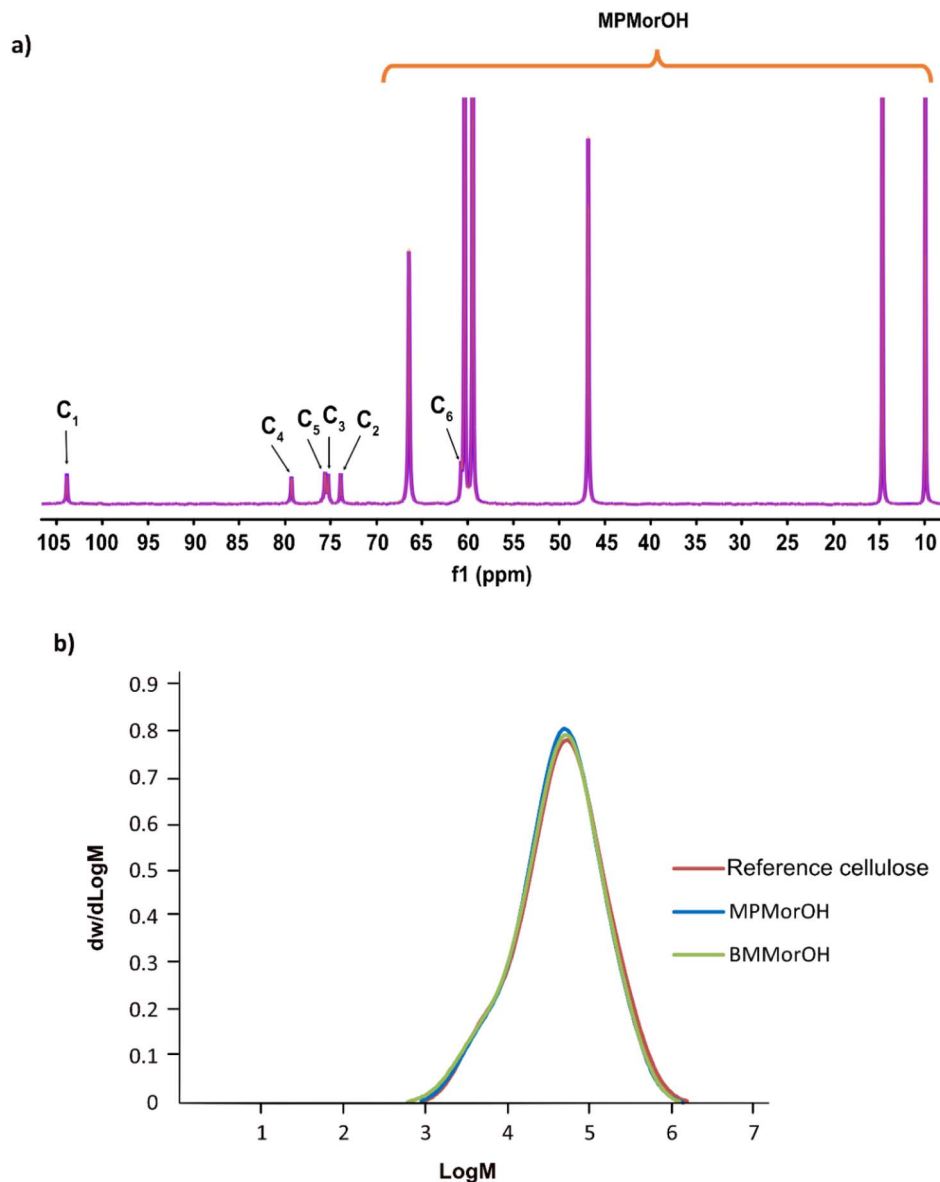 a)
MPMorOH
C1
C4
C5
C3
C2
C6
105 100 95 90 85 80 75 70 65 60 55 50 45 40 35 30 25 20 15 10
f1 (ppm)
b)
0.9
0.8
0.7
0.6
0.5
0.4
0.3
0.2
0.1
0
dw/dLogM
Reference cellulose
MPMorOH
BMMorOH
1 2 3 4 5 6 7
LogM